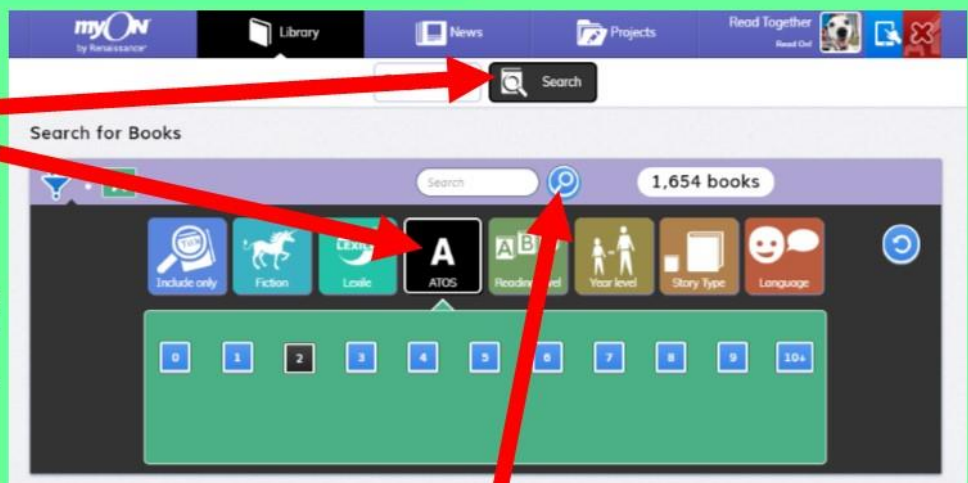 myON
by Renaissance
Library
News
Projects
Read Together
Read On!
Search
Search for Books
Search
1,654 books
Include only
Fiction
Lexile
ATOS
Year level
Story Type
Language
0
1
2
3
4
5
6
7
8
9
10+